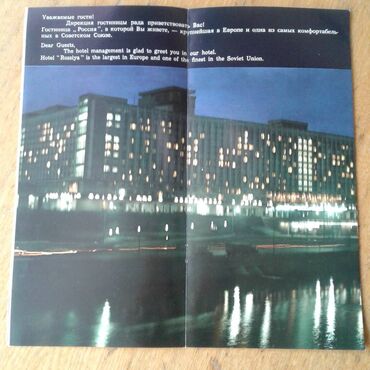 Уважаемые гости!
Дирекция гостиницы рада приветствовать Вас!
Гостиница „Россия", в которой Вы живете, — крупнейшая в Европе и одна из самых комфортабель-
ных в Советском Союзе.
Dear Guests,
The hotel management is glad to greet you in our hotel.
Hotel "Rossiya" is the largest in Europe and one of the finest in the Soviet Union.